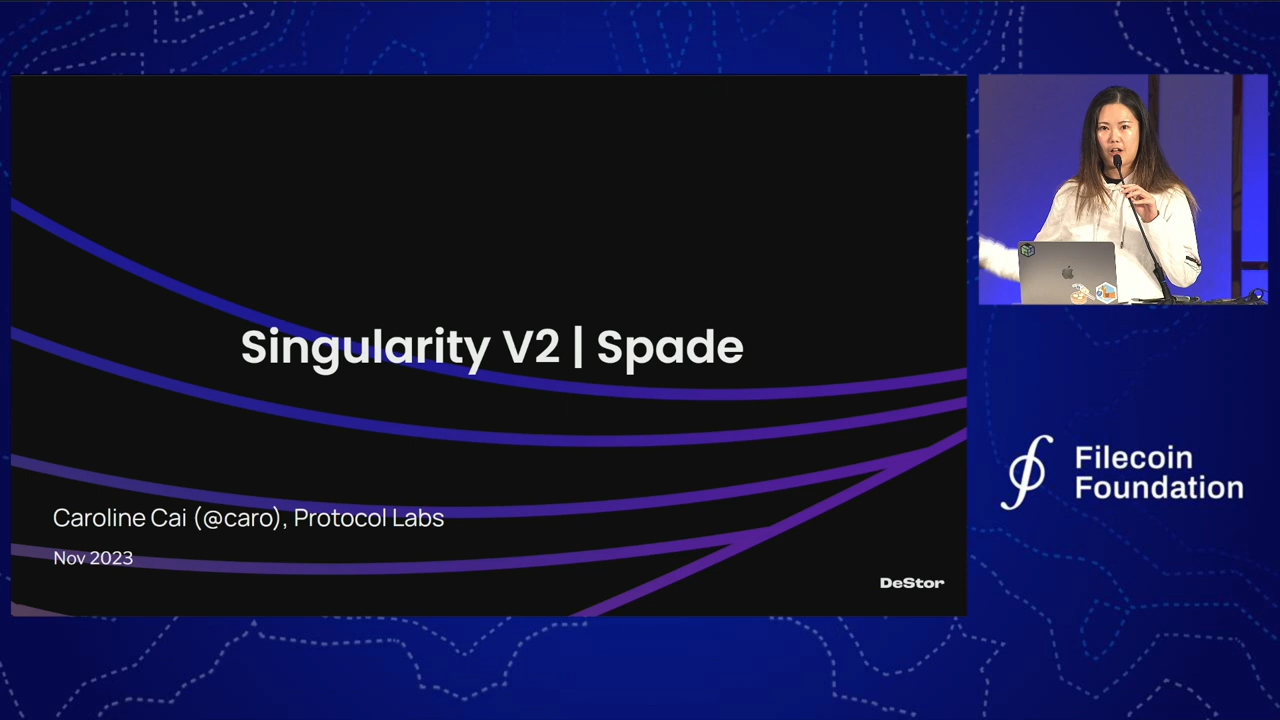 Singularity V2 | Spade
Caroline Cai (@caro), Protocol Labs
Nov 2023
DeStor
Filecoin
Foundation